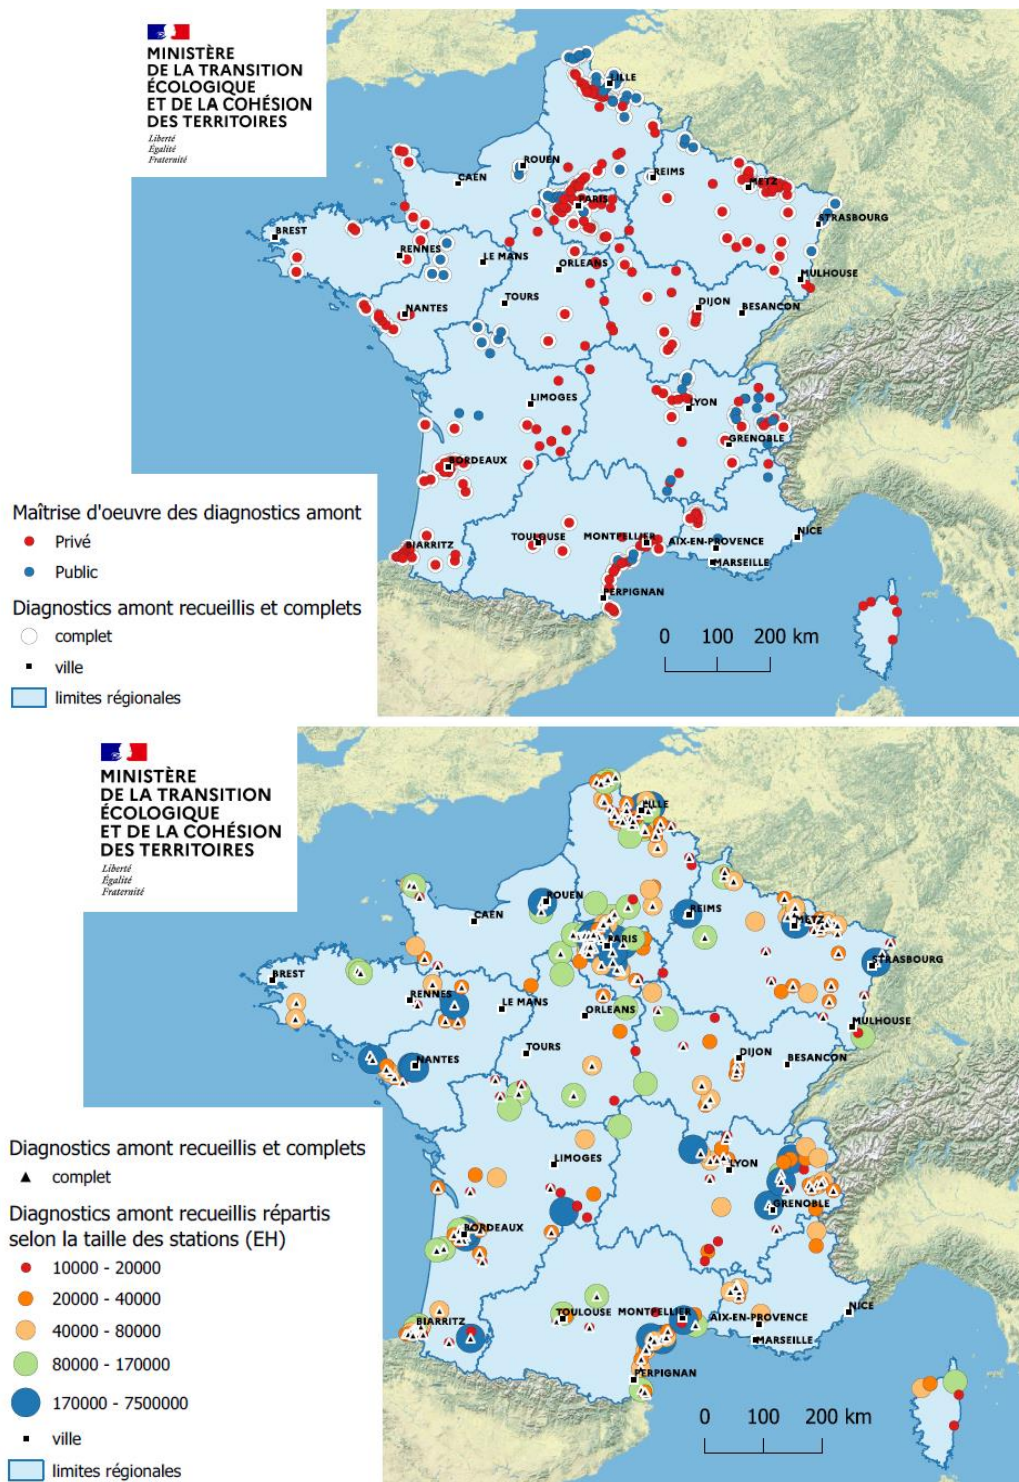 MINISTÈRE
DE LA TRANSITION
ÉCOLOGIQUE
ET DE LA COHÉSION
DES TERRITOIRES
Liberté
Égalité
Fraternité
LILLE
ROUEN
CAEN
REIMS
METZ
PARIS
STRASBOURG
BREST
RENNES
LE MANS
ORLEANS
MULHOUSE
NANTES
TOURS
DIJON
BESANCON
LIMOGES
LYON
GRENOBLE
BORDEAUX
BIARRITZ
TOULOUSE
MONTPELLIER
AIX-EN-PROVENCE
NICE
MARSEILLE
PERPIGNAN
Maîtrise d'oeuvre des diagnostics amont
Privé
Public
Diagnostics amont recueillis et complets
complet
ville
limites régionales
0 100 200 km
MINISTÈRE
DE LA TRANSITION
ÉCOLOGIQUE
ET DE LA COHÉSION
DES TERRITOIRES
Liberté
Égalité
Fraternité
LILLE
ROUEN
CAEN
REIMS
METZ
PARIS
STRASBOURG
BREST
RENNES
LE MANS
ORLEANS
MULHOUSE
NANTES
TOURS
DIJON
BESANCON
LIMOGES
LYON
GRENOBLE
BORDEAUX
BIARRITZ
TOULOUSE
MONTPELLIER
AIX-EN-PROVENCE
NICE
MARSEILLE
PERPIGNAN
Diagnostics amont recueillis et complets
complet
Diagnostics amont recueillis répartis
selon la taille des stations (EH)
10000 - 20000
20000 - 40000
40000 - 80000
80000 - 170000
170000 - 7500000
ville
limites régionales
0 100 200 km